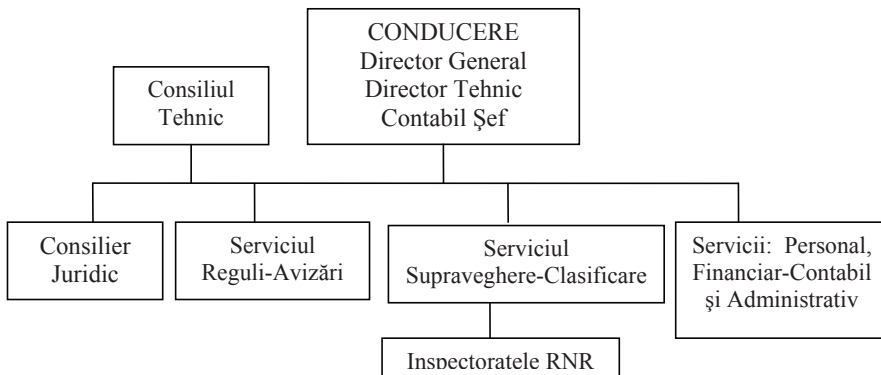 CONDUCERE
Director General
Director Tehnic
Contabil Şef
Consiliul
Tehnic
Consilier
Juridic
Serviciul
Reguli-Avizări
Serviciul
Supraveghere-Clasificare
Servicii: Personal,
Financiar-Contabil
şi Administrativ
Inspectoratele RNR